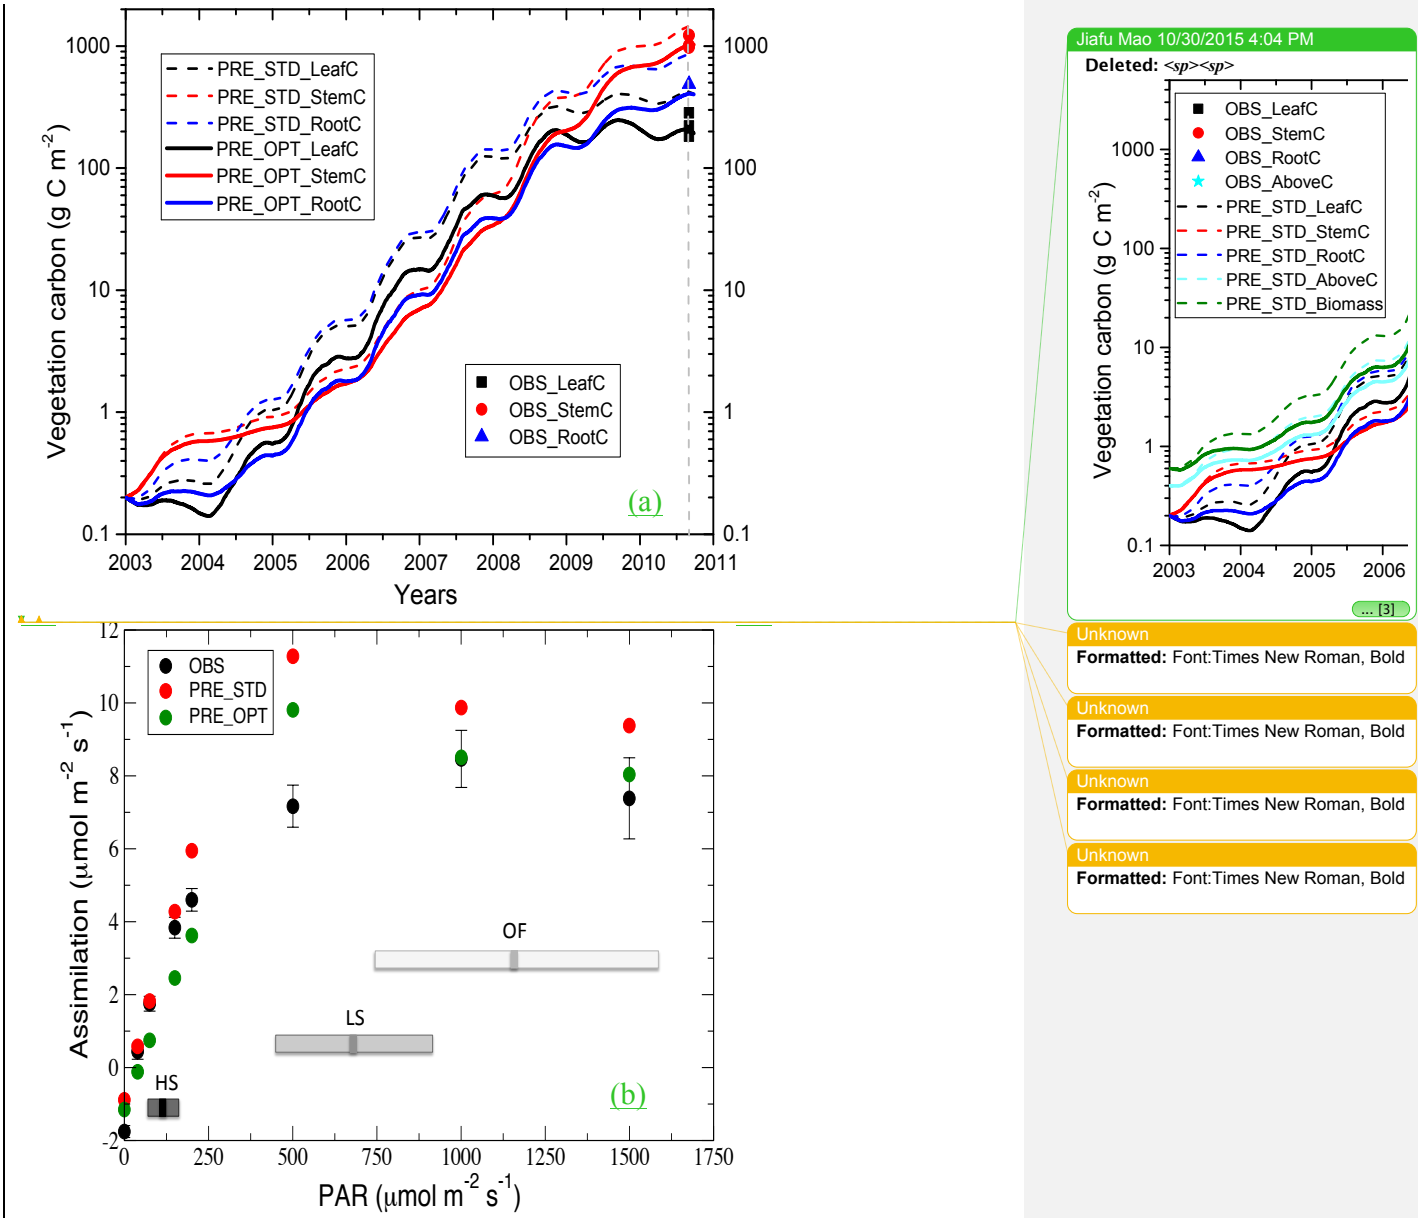 1000
100
10
1
0.1
Vegetation carbon (g C m-2)
PRE_STD_LeafC
PRE_STD_StemC
PRE_STD_RootC
PRE_OPT_LeafC
PRE_OPT_StemC
PRE_OPT_RootC
OBS_LeafC
OBS_StemC
OBS_RootC
(a)
1000
100
10
1
0.1
2003 2004 2005 2006 2007 2008 2009 2010 2011
Years
12
10
8
6
4
2
0
-2
Assimilation (μmol m-2 s-1)
OBS
PRE_STD
PRE_OPT
OF
LS
HS
(b)
0 250 500 750 1000 1250 1500 1750
PAR (μmol m-2 s-1)
Jiafu Mao 10/30/2015 4:04 PM
Deleted: <sp><sp>
OBS_LeafC
OBS_StemC
OBS_RootC
OBS_AboveC
PRE_STD_LeafC
PRE_STD_StemC
PRE_STD_RootC
PRE_STD_AboveC
PRE_STD_Biomass
1000
100
10
1
0.1
Vegetation carbon (g C m-2)
2003 2004 2005 2006
... [3]
Unknown
Formatted: Font:Times New Roman, Bold
Unknown
Formatted: Font:Times New Roman, Bold
Unknown
Formatted: Font:Times New Roman, Bold
Unknown
Formatted: Font:Times New Roman, Bold